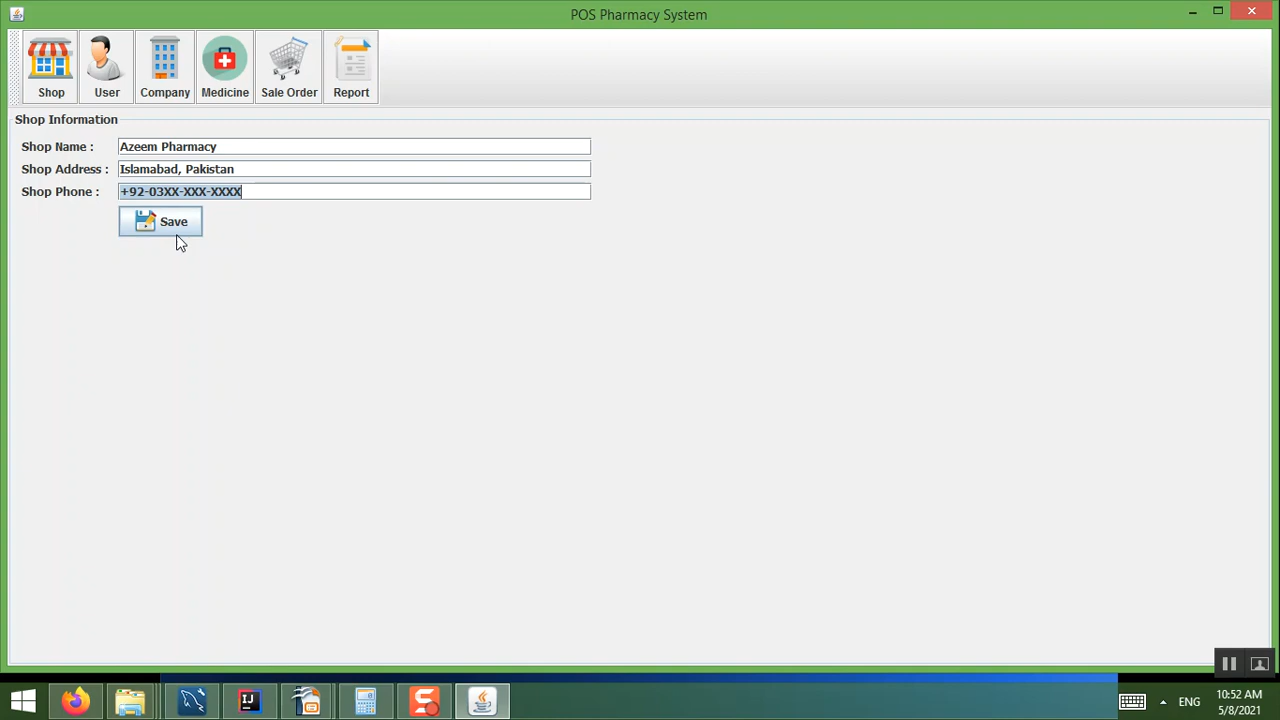 POS Pharmacy System
Shop User Company Medicine Sale Order Report
Shop Information
Shop Name : Azeem Pharmacy
Shop Address : Islamabad, Pakistan
Shop Phone : +92-03XX-XXX-XXXX
Save
IJ
ENG
10:52 AM
5/8/2021